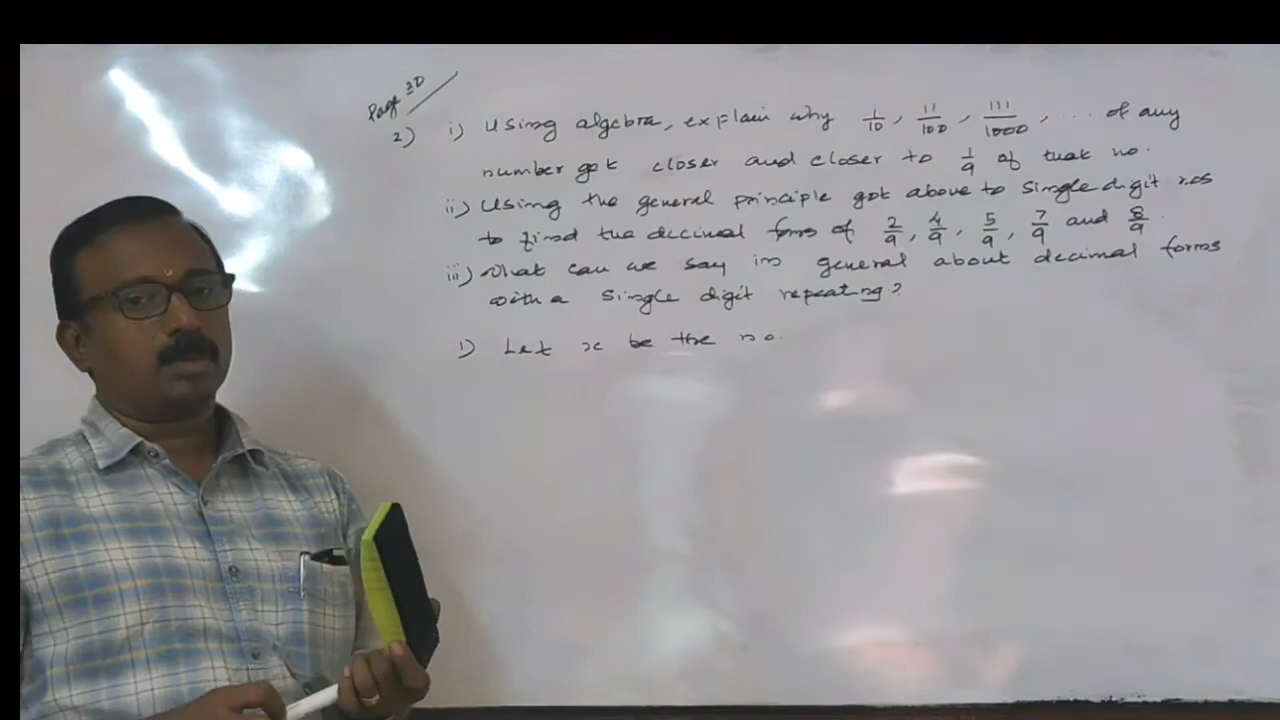 Page 30
2) i) Using algebra, explain why 1/10, 11/100, 111/1000, ... of any
number get closer and closer to 1/9 of that no.
ii) Using the general principle got above to single digit nos
to find the decimal forms of 2/9, 4/9, 5/9, 7/9 and 8/9.
iii) What can we say in general about decimal forms
with a single digit repeating?
1) Let x be the no.